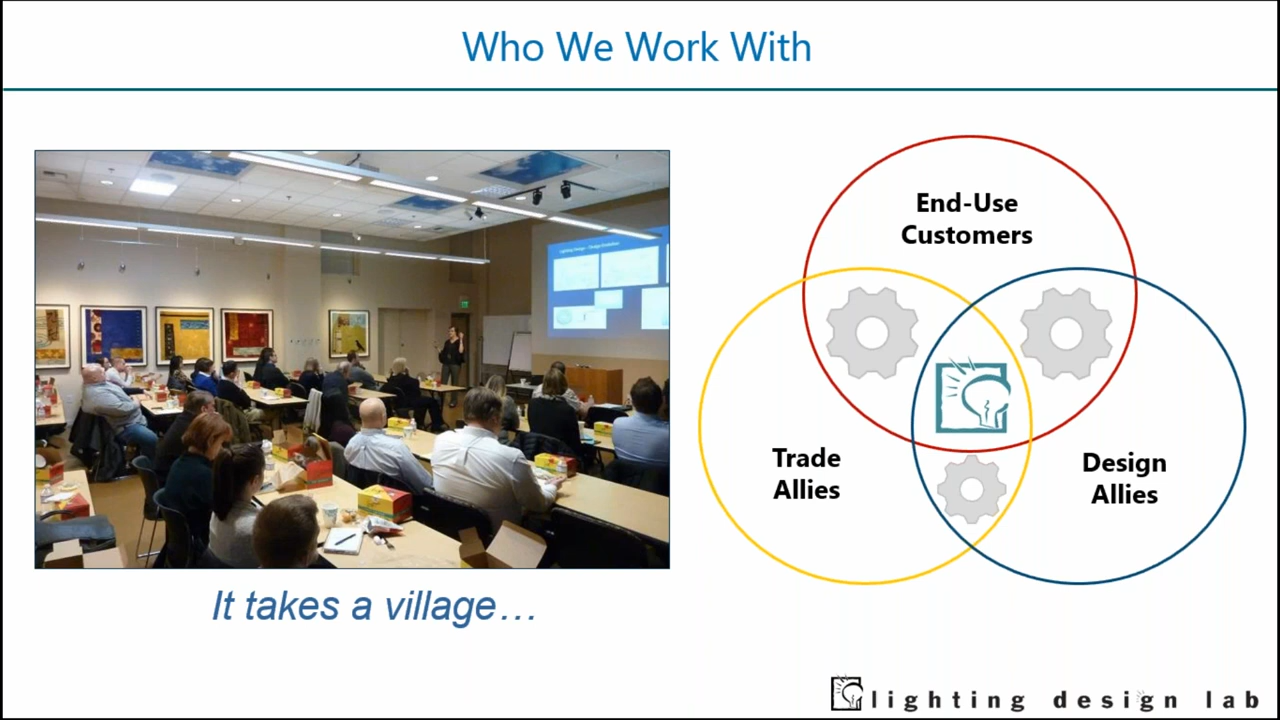 Who We Work With
End-Use
Customers
Trade
Allies
Design
Allies
It takes a village…
lighting design lab